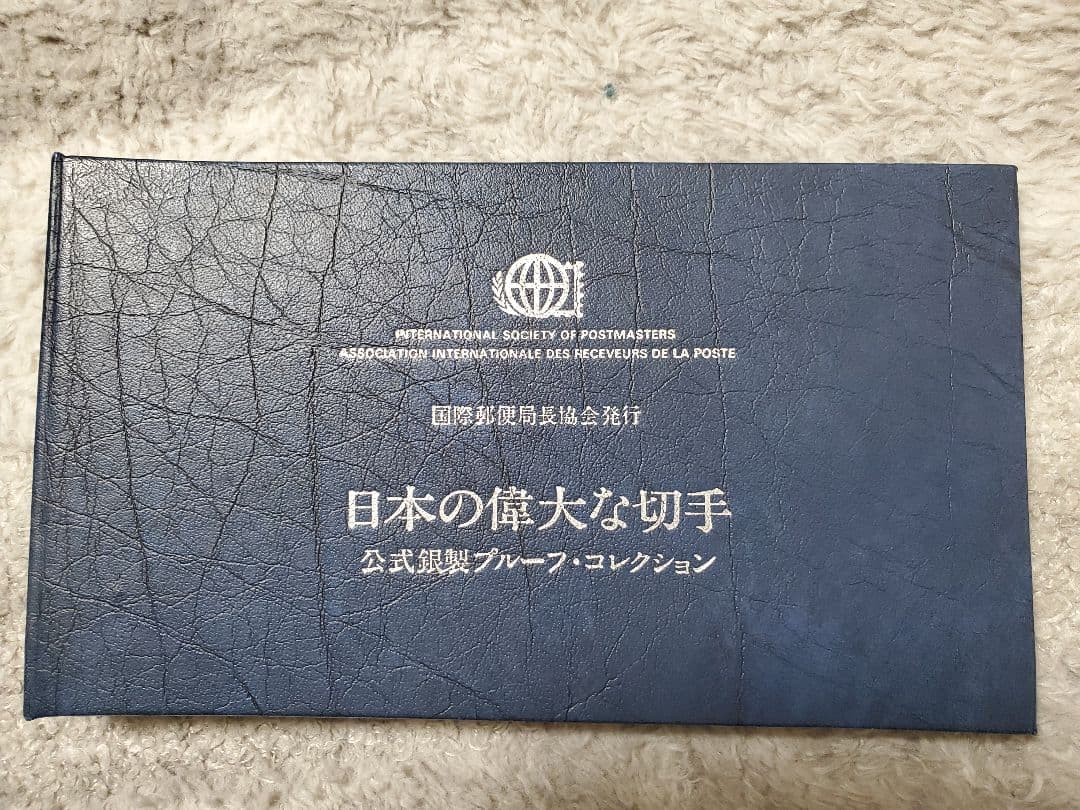 INTERNATIONAL SOCIETY OF POSTMASTERS
ASSOCIATION INTERNATIONALE DES RECEVEURS DE LA POSTE
国際郵便局長協会発行
日本の偉大な切手
公式銀製プルーフ・コレクション